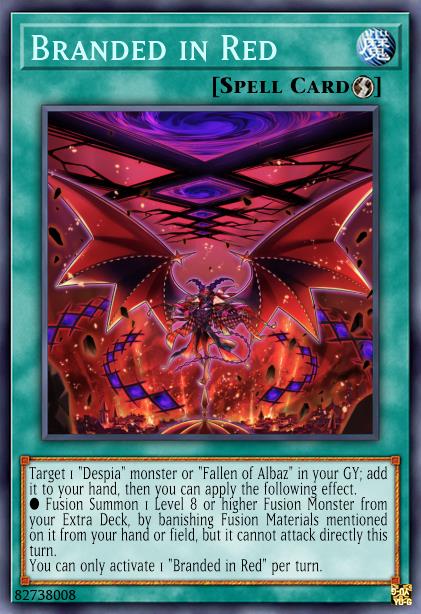 Branded in Red
魔
[Spell Card]
Target 1 "Despia" monster or "Fallen of Albaz" in your GY; add
it to your hand, then you can apply the following effect.
● Fusion Summon 1 Level 8 or higher Fusion Monster from
your Extra Deck, by banishing Fusion Materials mentioned
on it from your hand or field, but it cannot attack directly this
turn.
You can only activate 1 "Branded in Red" per turn.
82738008